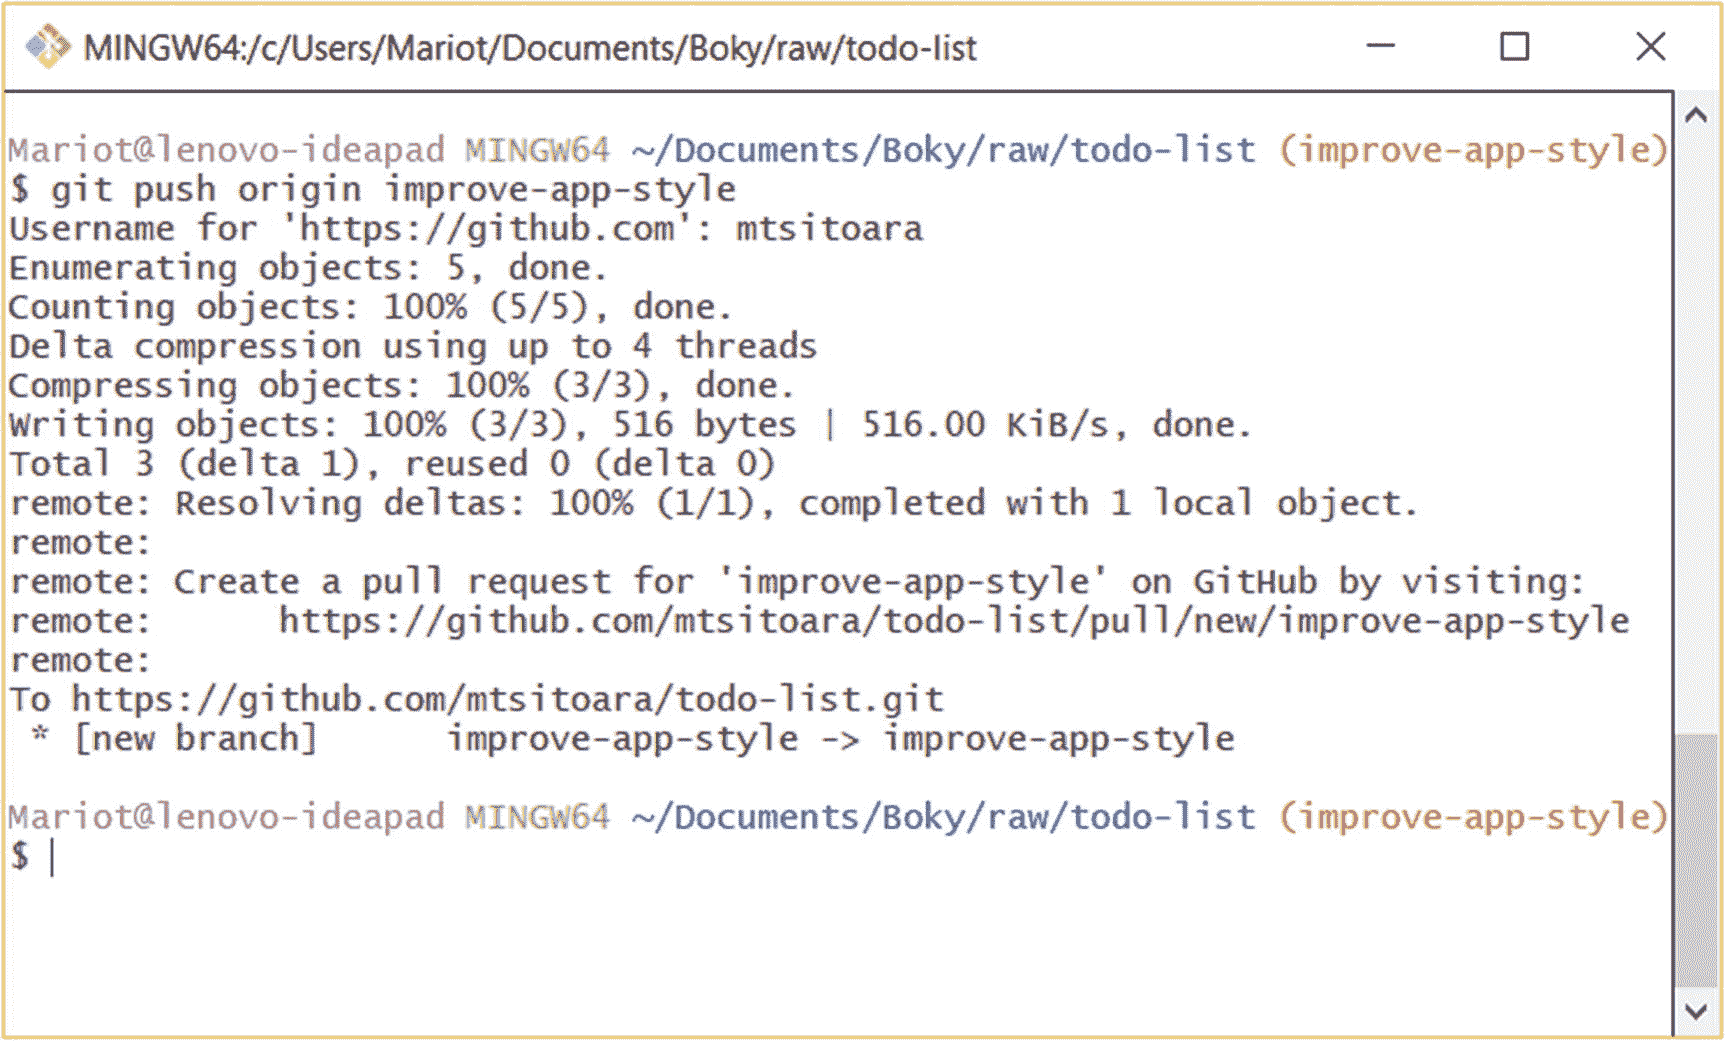 MINGW64:/c/Users/Mariot/Documents/Boky/raw/todo-list
Mariot@lenovo-ideapad MINGW64 ~/Documents/Boky/raw/todo-list (improve-app-style)
$ git push origin improve-app-style
Username for 'https://github.com': mtsitoara
Enumerating objects: 5, done.
Counting objects: 100% (5/5), done.
Delta compression using up to 4 threads
Compressing objects: 100% (3/3), done.
Writing objects: 100% (3/3), 516 bytes | 516.00 KiB/s, done.
Total 3 (delta 1), reused 0 (delta 0)
remote: Resolving deltas: 100% (1/1), completed with 1 local object.
remote:
remote: Create a pull request for 'improve-app-style' on GitHub by visiting:
remote:      https://github.com/mtsitoara/todo-list/pull/new/improve-app-style
remote:
To https://github.com/mtsitoara/todo-list.git
 * [new branch]      improve-app-style -> improve-app-style
Mariot@lenovo-ideapad MINGW64 ~/Documents/Boky/raw/todo-list (improve-app-style)
$